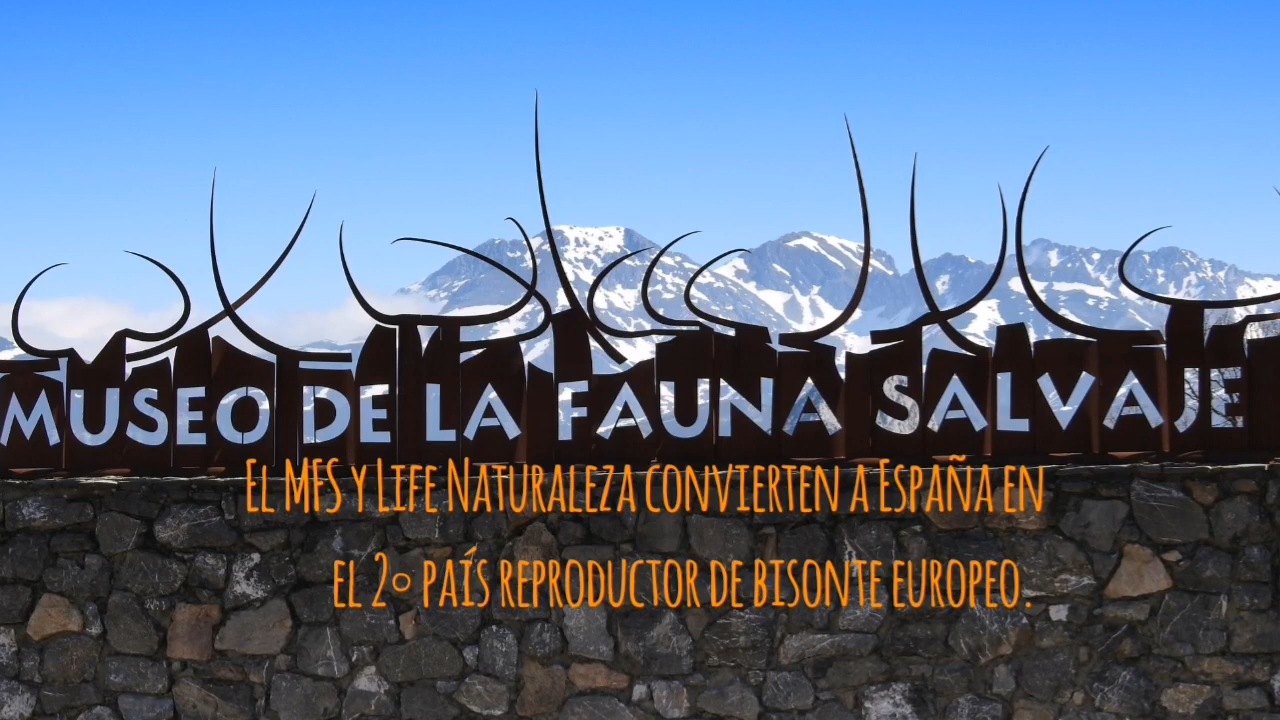 MUSEO DE LA FAUNA SALVAJE
El MFS y Life Naturaleza convierten a España en
el 2º país reproductor de bisonte europeo.